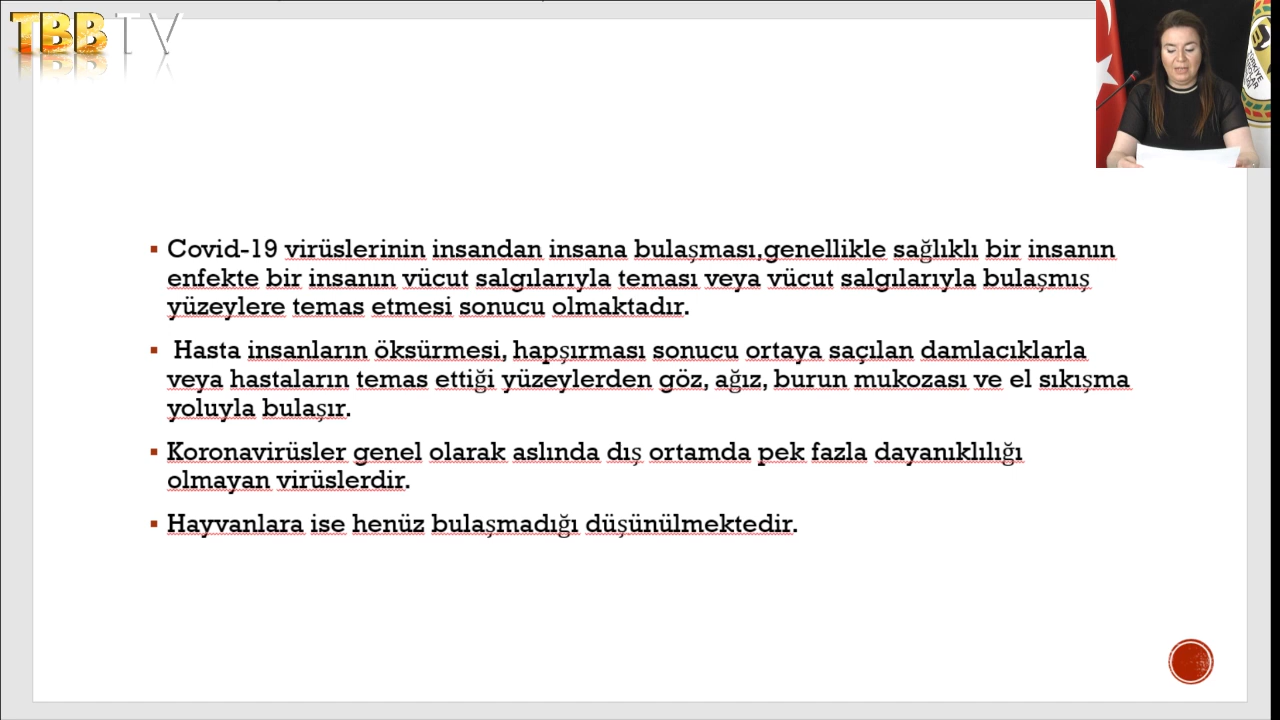 TBB TV
TÜRKİYE
Covid-19 virüslerinin insandan insana bulaşması,genellikle sağlıklı bir insanın
enfekte bir insanın vücut salgılarıyla teması veya vücut salgılarıyla bulaşmış
yüzeylere temas etmesi sonucu olmaktadır.
Hasta insanların öksürmesi, hapşırması sonucu ortaya saçılan damlacıklarla
veya hastaların temas ettiği yüzeylerden göz, ağız, burun mukozası ve el sıkışma
yoluyla bulaşır.
Koronavirüsler genel olarak aslında dış ortamda pek fazla dayanıklılığı
olmayan virüslerdir.
Hayvanlara ise henüz bulaşmadığı düşünülmektedir.